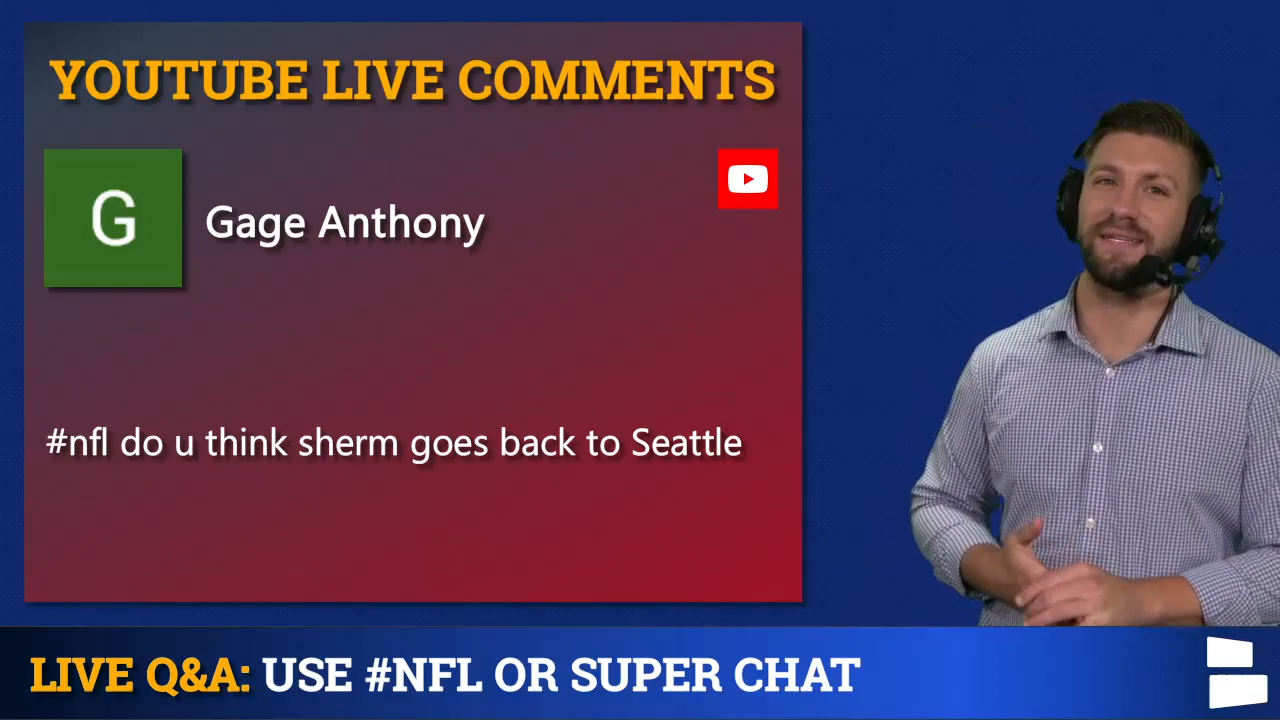 YOUTUBE LIVE COMMENTS
G
Gage Anthony
#nfl do u think sherm goes back to Seattle
LIVE Q&A: USE #NFL OR SUPER CHAT